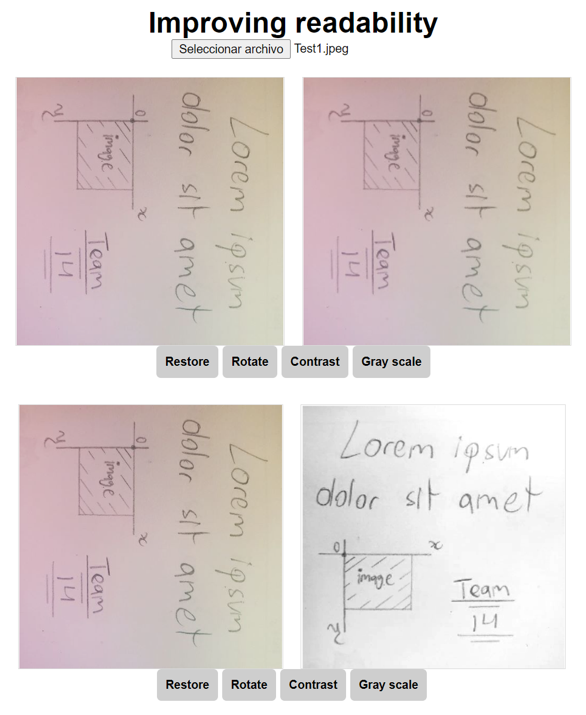 Improving readability
Seleccionar archivo Test1.jpeg
Lorem ipsum
dolor sit amet
0 x
image
y
Team
14
Lorem ipsum
dolor sit amet
0 x
image
y
Team
14
Restore Rotate Contrast Gray scale
Lorem ipsum
dolor sit amet
0 x
image
y
Team
14
Lorem ipsum
dolor sit amet
0 x
image
y
Team
14
Restore Rotate Contrast Gray scale